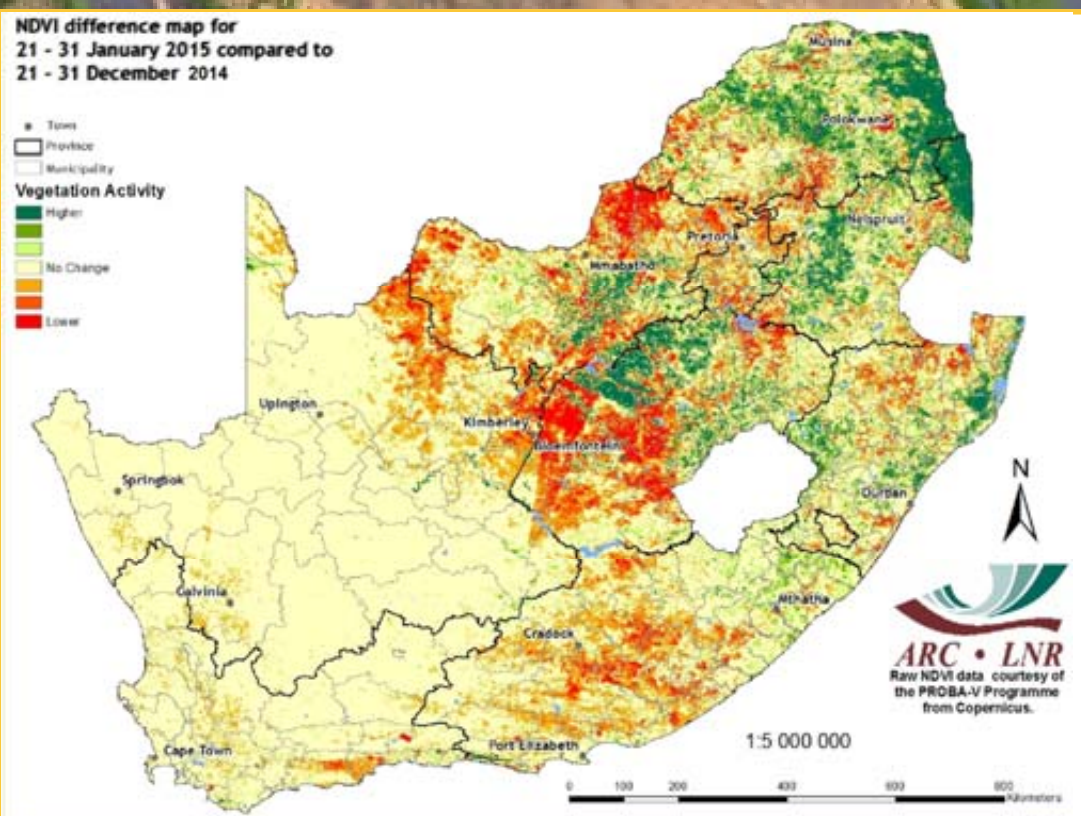 NDVI difference map for
21 - 31 January 2015 compared to
21 - 31 December 2014
Town
Province
Municipality
Vegetation Activity
Higher
No Change
Lower
Musina
Polokwane
Nelspruit
Pretoria
Mmabatho
Upington
Kimberley
Bloemfontein
Springbok
Durban
Calvinia
Mthatha
Cradock
Cape Town
Port Elizabeth
N
ARC • LNR
Raw NDVI data courtesy of
the PROBA-V Programme
from Copernicus.
1:5 000 000
0 100 200 400 600 800
Kilometers